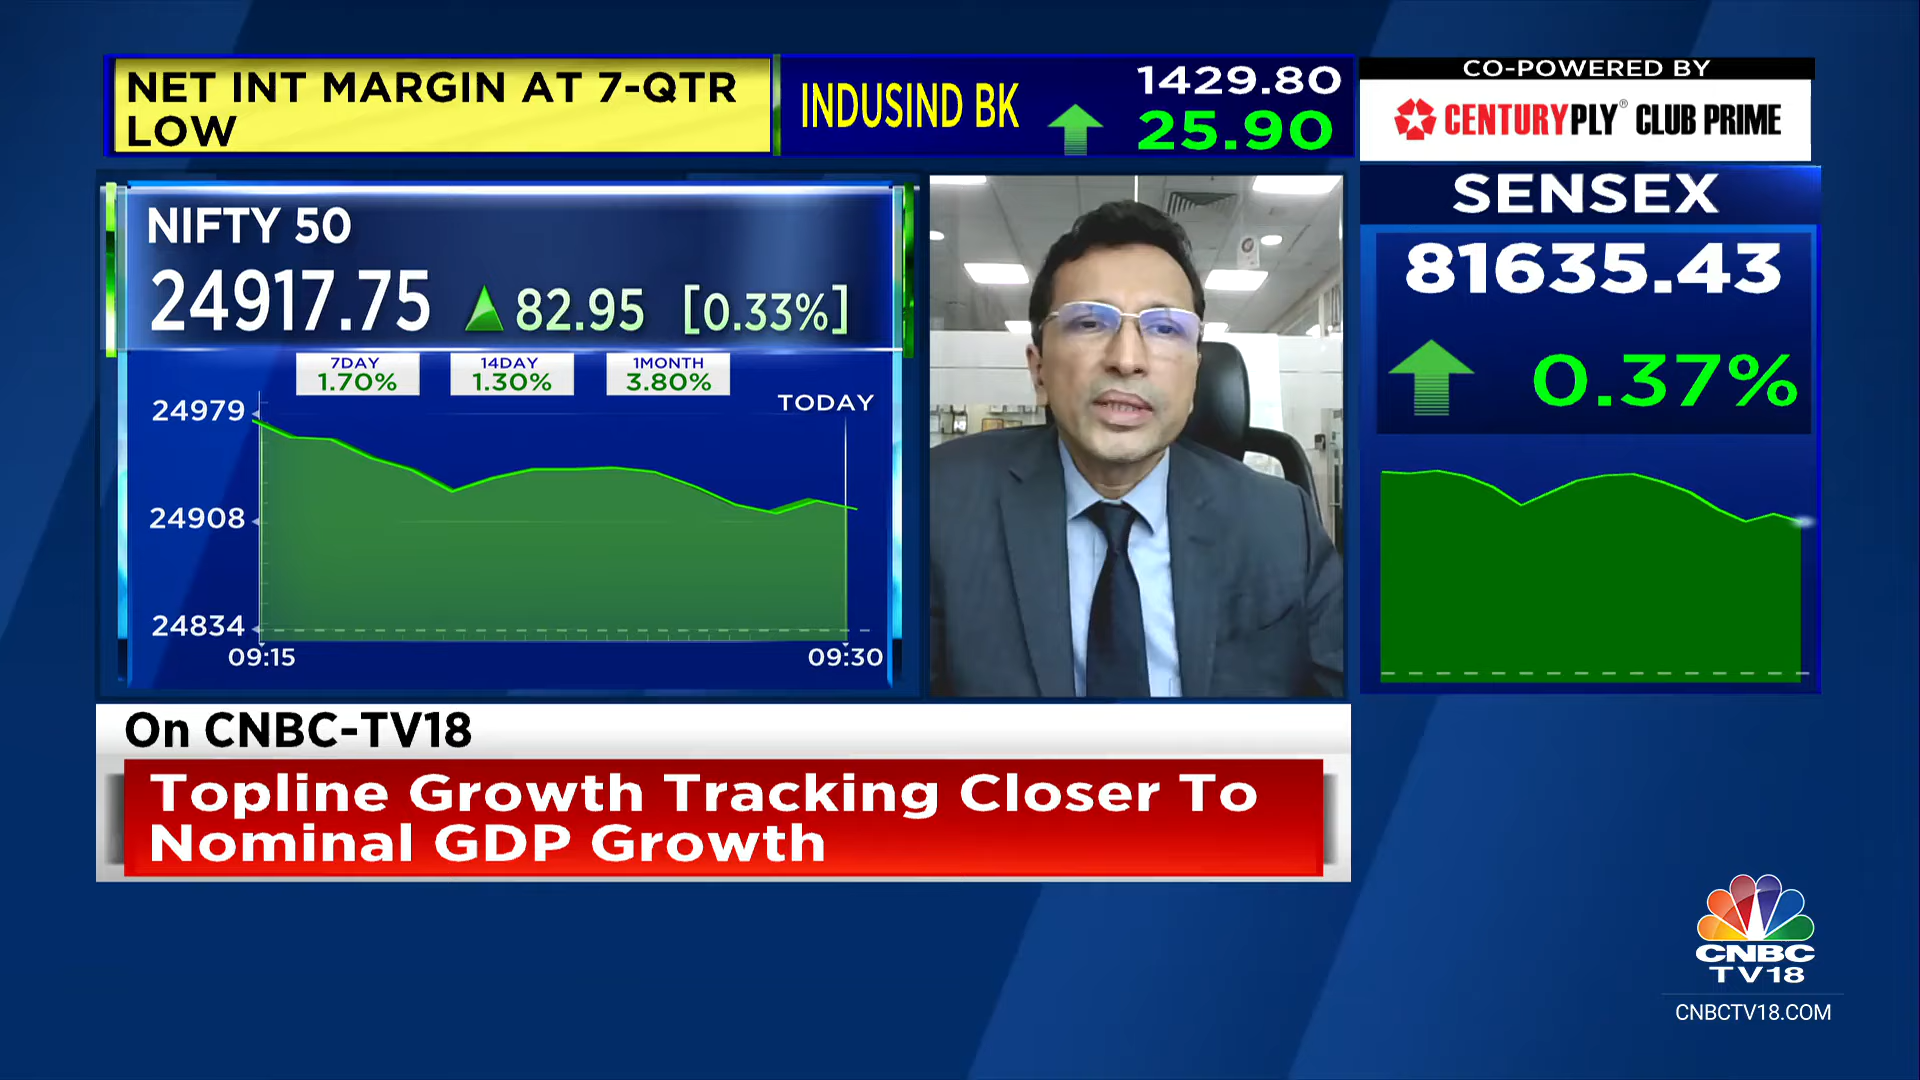 NET INT MARGIN AT 7-QTR
LOW
INDUSIND BK
1429.80
25.90
CO-POWERED BY
CENTURYPLY® CLUB PRIME
NIFTY 50
24917.75 82.95 [0.33%]
7DAY
1.70%
14DAY
1.30%
1MONTH
3.80%
TODAY
24979
24908
24834
09:15
09:30
SENSEX
81635.43
0.37%
On CNBC-TV18
Topline Growth Tracking Closer To
Nominal GDP Growth
CNBC
TV18
CNBCTV18.COM